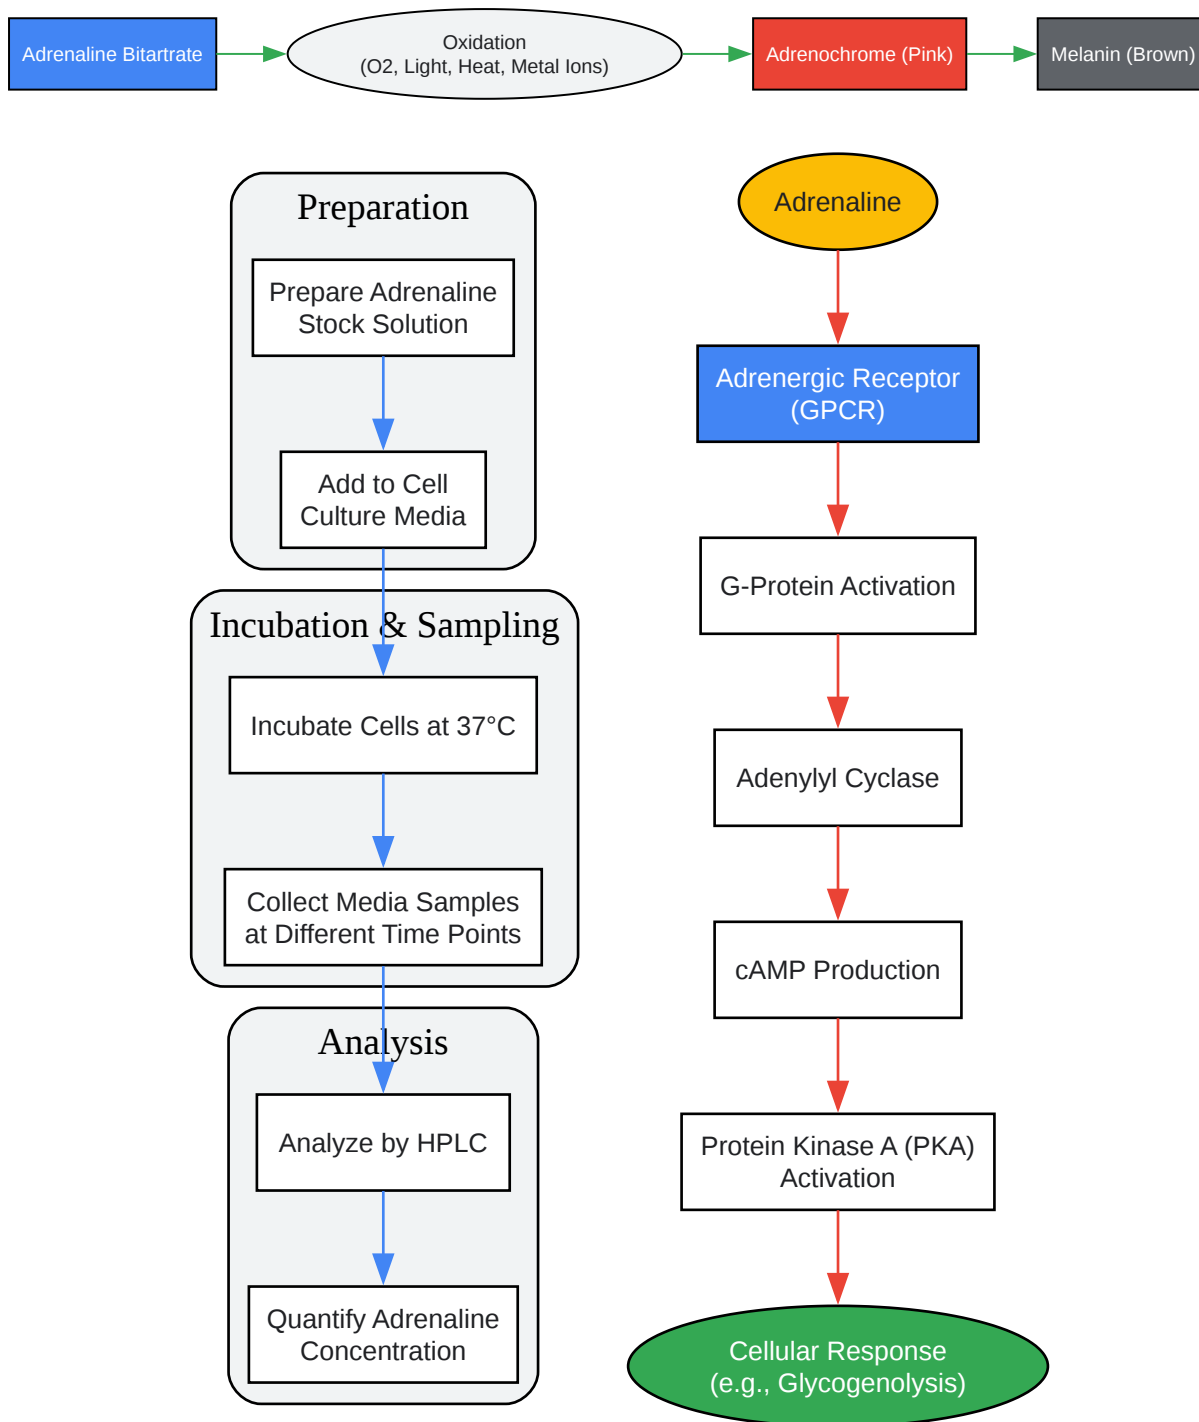 Adrenaline Bitartrate
Oxidation
(O2, Light, Heat, Metal Ions)
Adrenochrome (Pink)
Melanin (Brown)
Preparation
Prepare Adrenaline
Stock Solution
Add to Cell
Culture Media
Incubation & Sampling
Incubate Cells at 37°C
Collect Media Samples
at Different Time Points
Analysis
Analyze by HPLC
Quantify Adrenaline
Concentration
Adrenaline
Adrenergic Receptor
(GPCR)
G-Protein Activation
Adenylyl Cyclase
cAMP Production
Protein Kinase A (PKA)
Activation
Cellular Response
(e.g., Glycogenolysis)